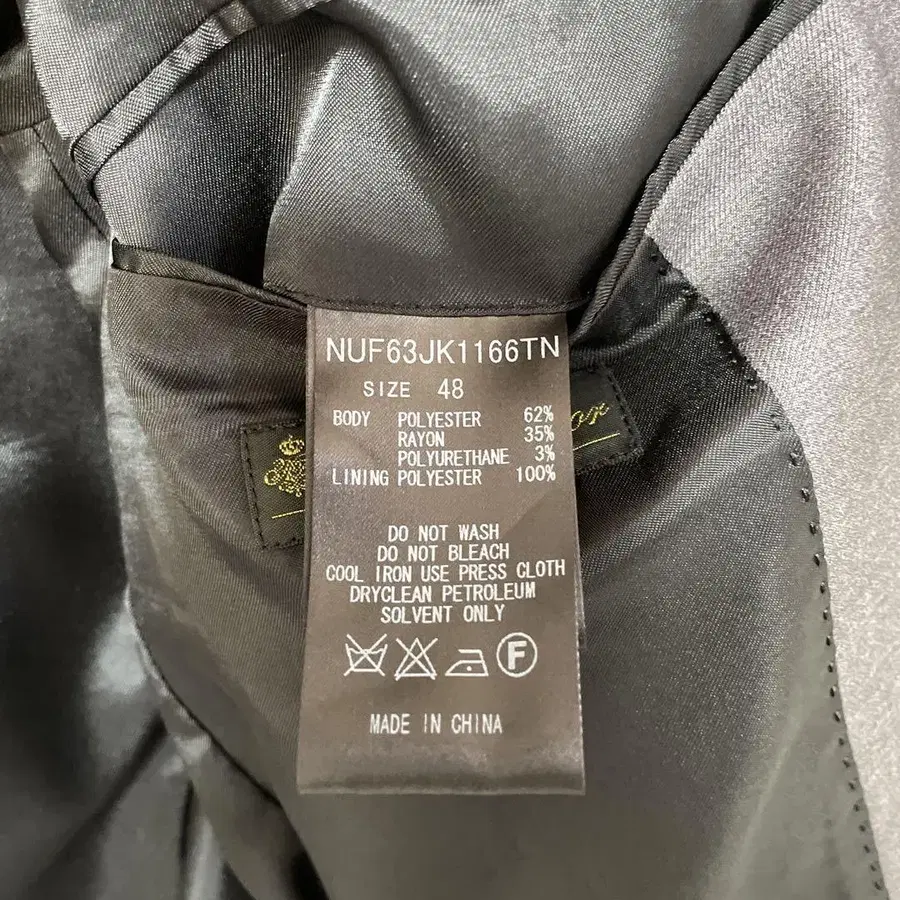 NUF63JK1166TN
SIZE 48
BODY POLYESTER 62%
RAYON 35%
POLYURETHANE 3%
LINING POLYESTER 100%
DO NOT WASH
DO NOT BLEACH
COOL IRON USE PRESS CLOTH
DRYCLEAN PETROLEUM
SOLVENT ONLY
F
MADE IN CHINA